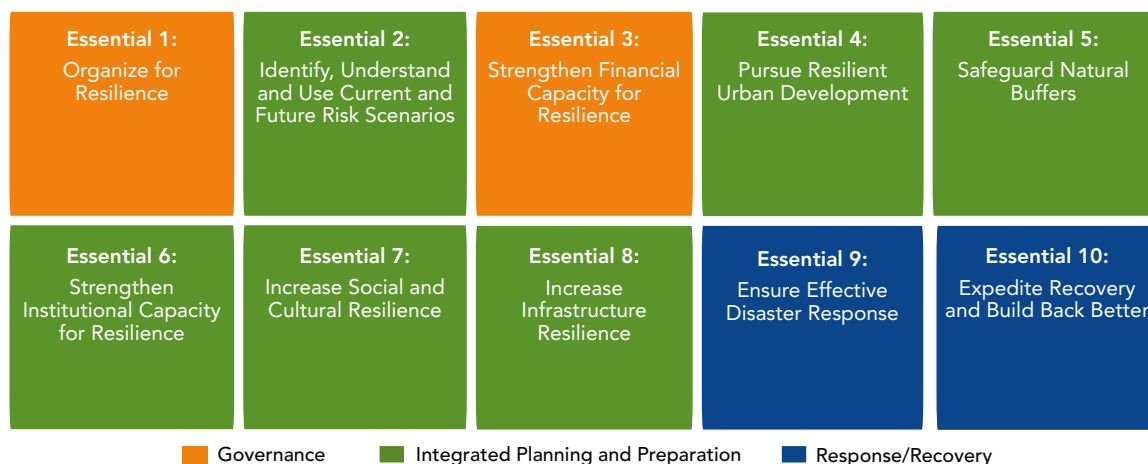 Essential 1:
Organize for
Resilience
Essential 2:
Identify, Understand
and Use Current and
Future Risk Scenarios
Essential 3:
Strengthen Financial
Capacity for
Resilience
Essential 4:
Pursue Resilient
Urban Development
Essential 5:
Safeguard Natural
Buffers
Essential 6:
Strengthen
Institutional Capacity
for Resilience
Essential 7:
Increase Social and
Cultural Resilience
Essential 8:
Increase
Infrastructure
Resilience
Essential 9:
Ensure Effective
Disaster Response
Essential 10:
Expedite Recovery
and Build Back Better
Governance
Integrated Planning and Preparation
Response/Recovery